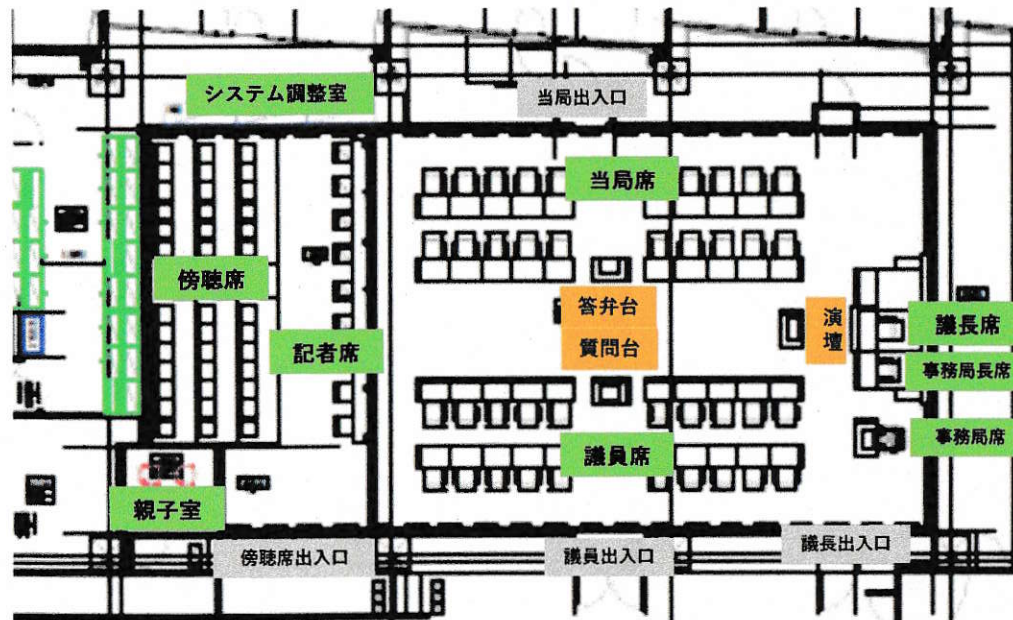 システム調整室
当局出入口
当局席
傍聴席
答弁台
演壇
議長席
記者席
質問台
事務局長席
事務局席
議員席
親子室
傍聴席出入口
議員出入口
議長出入口